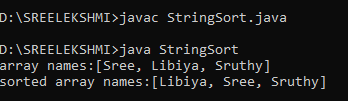 D:\SREELEKSHMI>javac StringSort.java
D:\SREELEKSHMI>java StringSort
array names:[Sree, Libiya, Sruthy]
sorted array names:[Libiya, Sree, Sruthy]